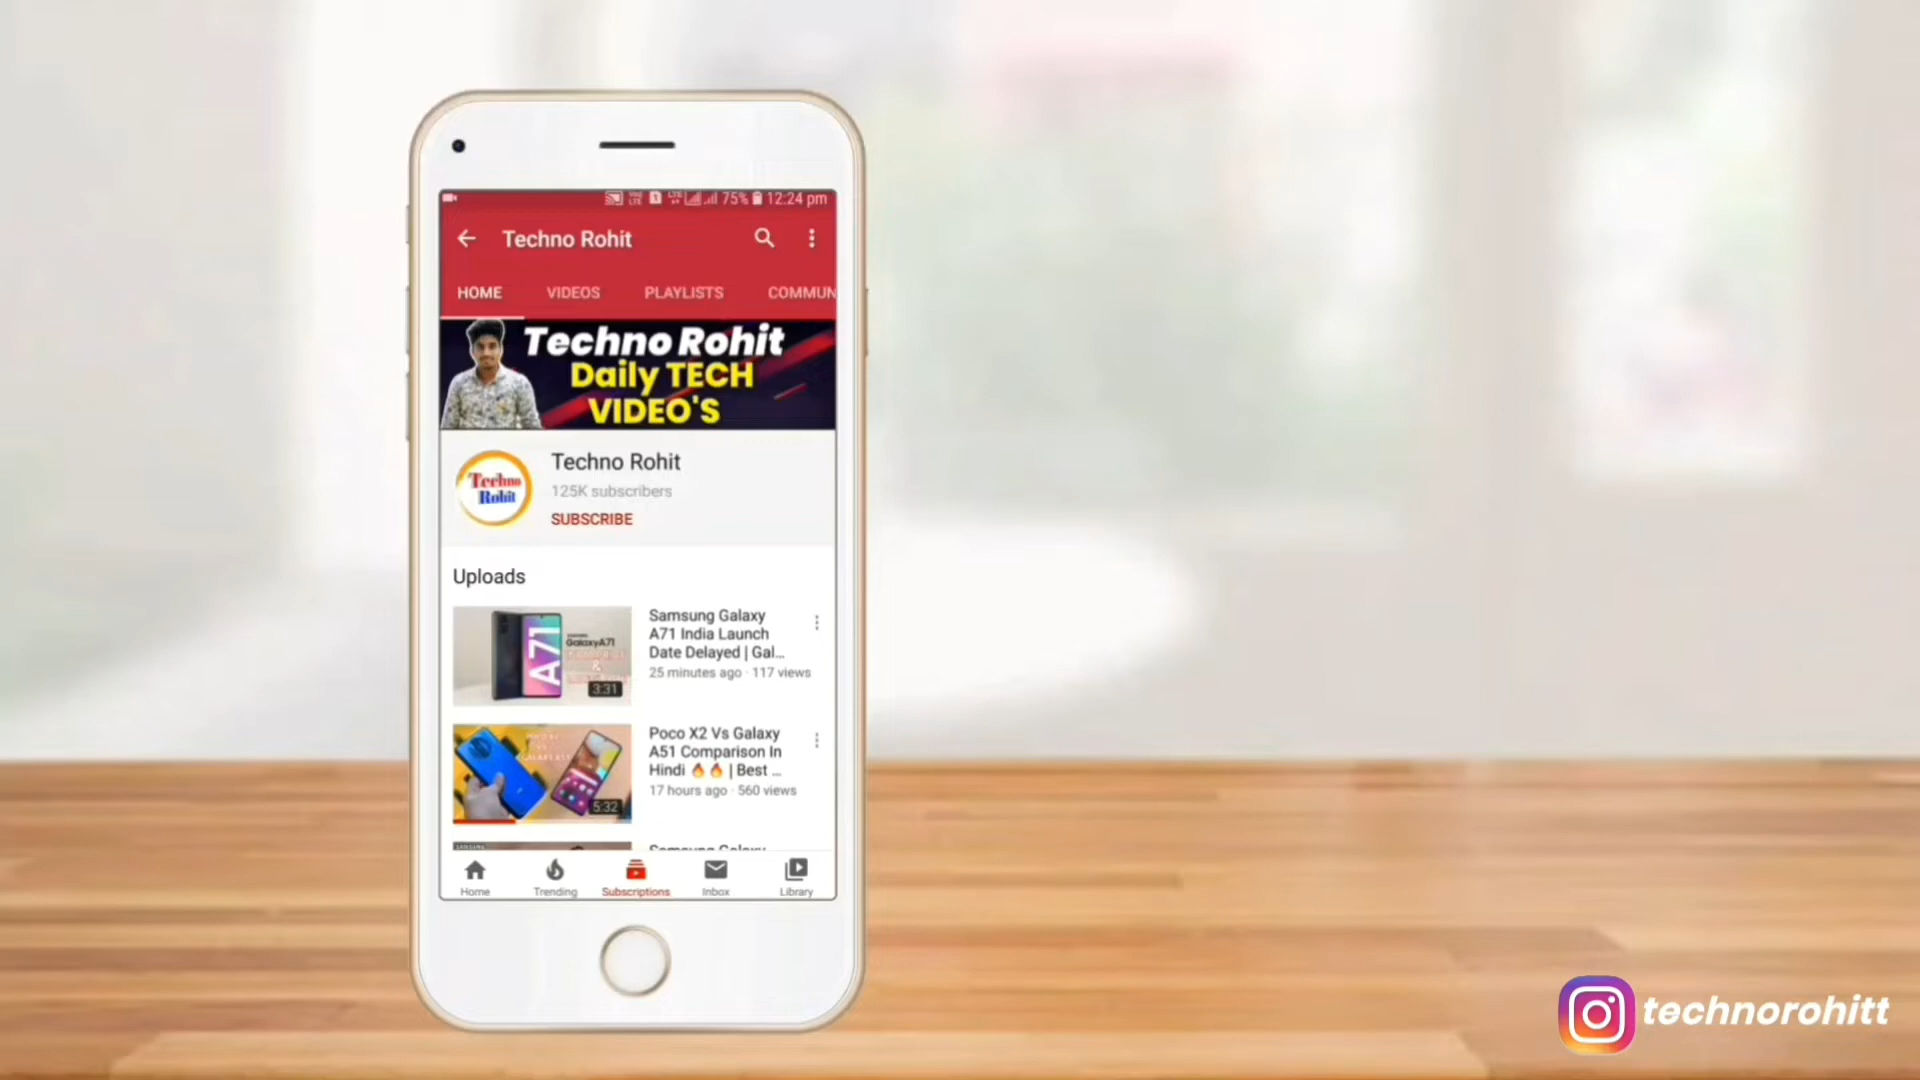 75% 12:24 pm
Techno Rohit
HOME VIDEOS PLAYLISTS COMMUN
Techno Rohit
Daily TECH
VIDEO'S
Techno
Rohit
Techno Rohit
125K subscribers
SUBSCRIBE
Uploads
A71
GalaxyA71
&
3:31
Samsung Galaxy
A71 India Launch
Date Delayed | Gal...
25 minutes ago · 117 views
5:32
Poco X2 Vs Galaxy
A51 Comparison In
Hindi 🔥🔥 | Best ...
17 hours ago · 560 views
Samsung Galaxy
Home Trending Subscriptions Inbox Library
technorohitt